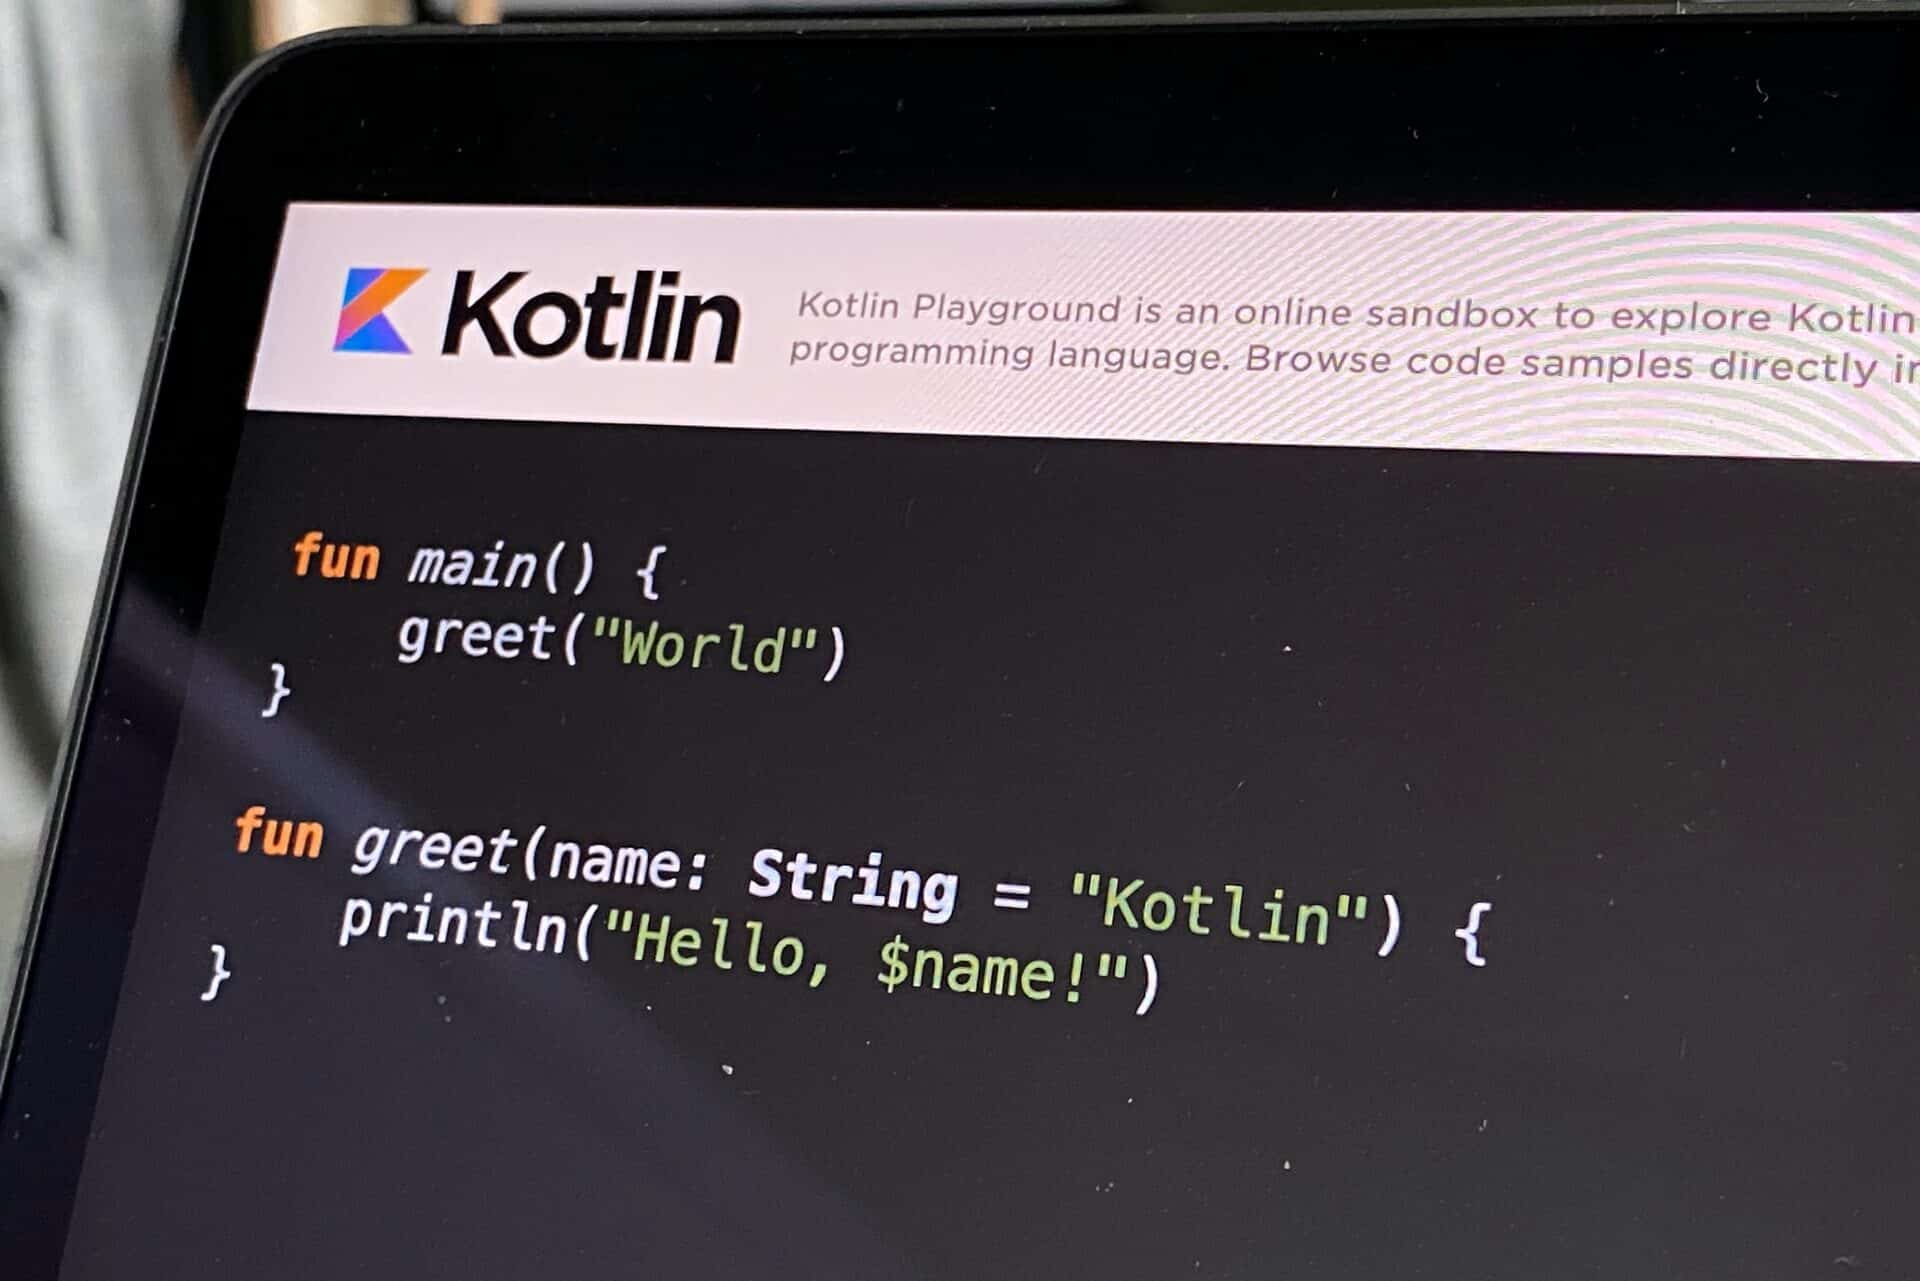 Kotlin
Kotlin Playground is an online sandbox to explore Kotlin
programming language. Browse code samples directly in
fun main() {
    greet("World")
}
fun greet(name: String = "Kotlin") {
    println("Hello, $name!")
}